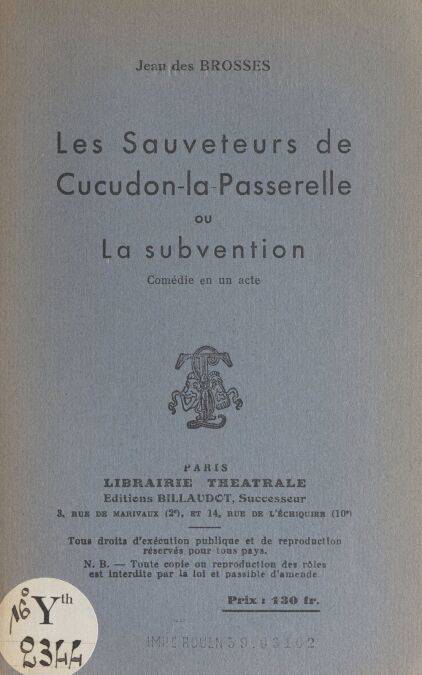 Jean des BROSSES
Les Sauveteurs de
Cucudon-la-Passerelle
ou
La subvention
Comédie en un acte
PARIS
LIBRAIRIE THEATRALE
Editions BILLAUDOT, Successeur
3, RUE DE MARIVAUX (2e), ET 14, RUE DE L'ÉCHIQUIER (10e)
Tous droits d'exécution publique et de reproduction
réservés pour tous pays.
N. B. — Toute copie ou reproduction des rôles
est interdite par la loi et passible d'amende
Prix : 130 fr.
16° Yth
2344